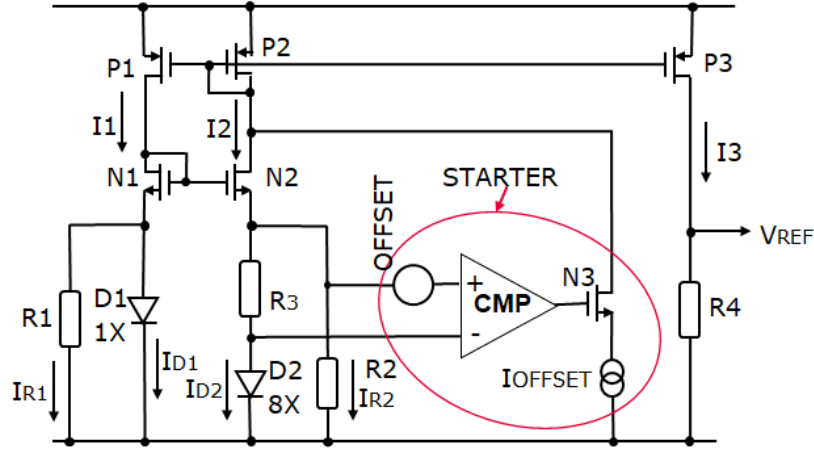 P1
P2
P3
I1
I2
I3
N1
N2
STARTER
OFFSET
VREF
N3
+
CMP
-
R1
D1
1X
R3
R4
IR1
ID1
ID2
D2
8X
R2
IR2
IOFFSET